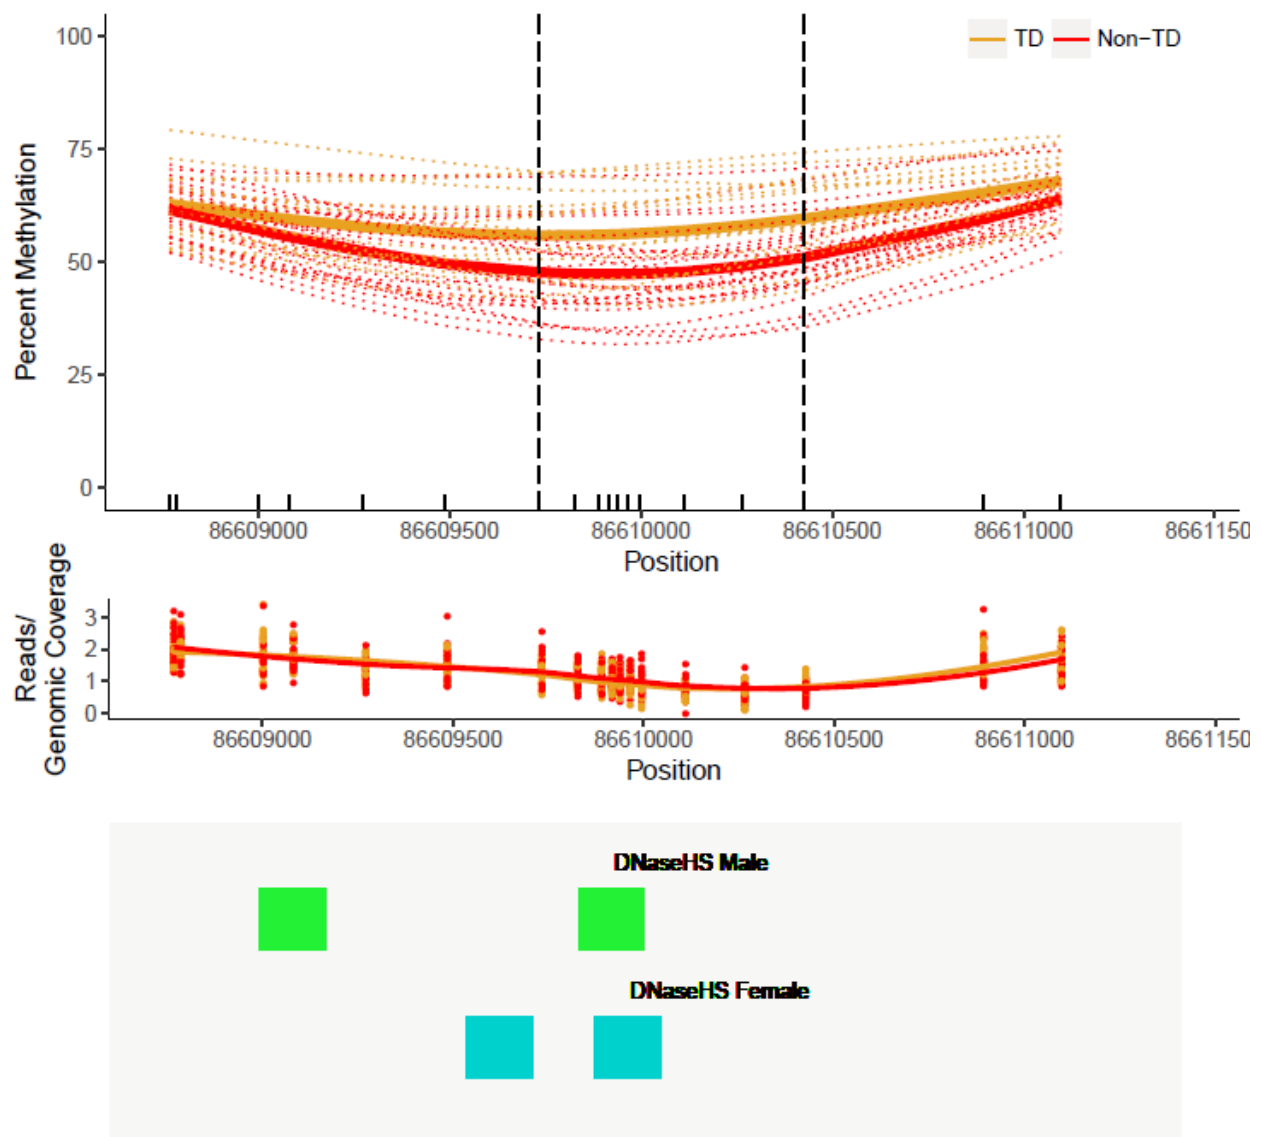 100
75
50
25
0
Percent Methylation
TD Non-TD
86609000 86609500 86610000 86610500 86611000 8661150
Position
3
2
1
0
Reads/
Genomic Coverage
86609000 86609500 86610000 86610500 86611000 8661150
Position
DNaseHS Male
DNaseHS Female